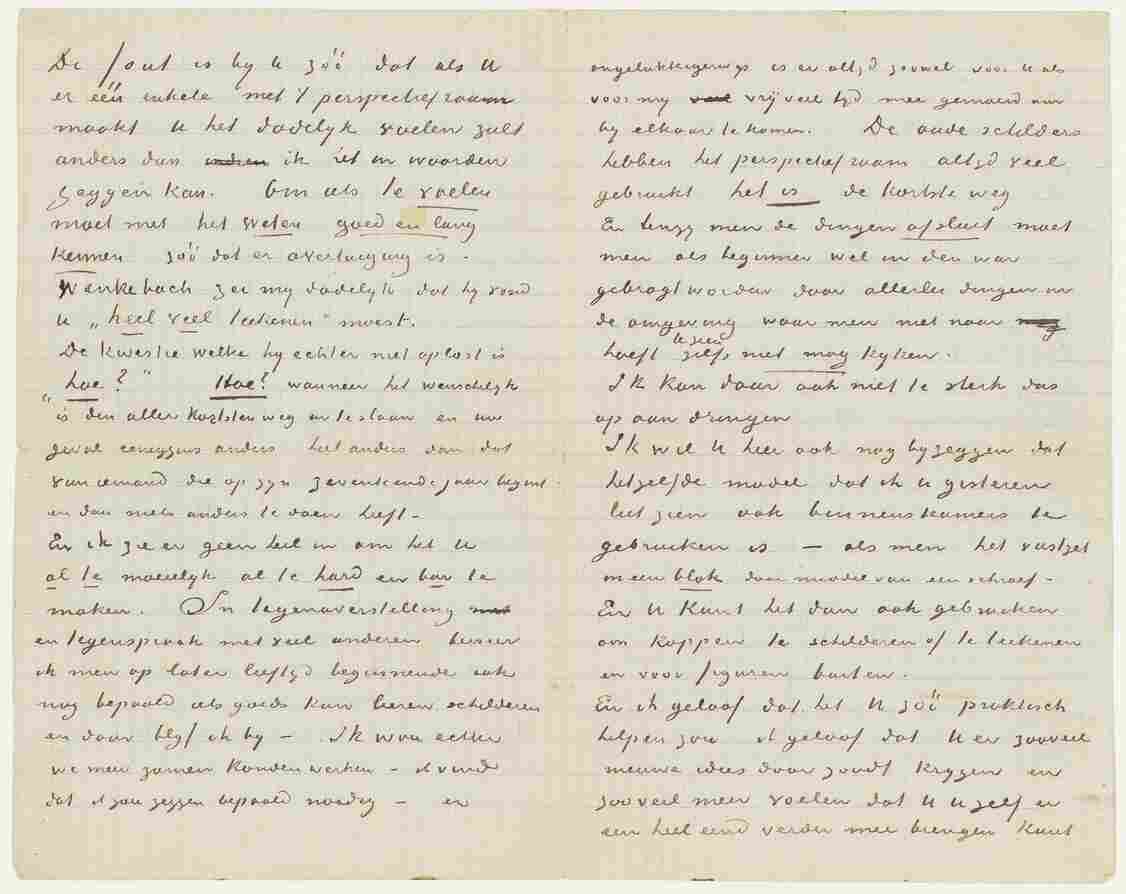 De fout is by U zóó dat als U
er één enkele met 't perspectiefraam
maakt U het dadelyk voelen zult
anders dan indien ik iet in woorden
zeggen kan. Om iets te voelen
moet men het weten goed en lang
kennen zóó dat er overtuiging is.
Wenkebach zei my dadelyk dat hy vond
U „heel veel teekenen” moest.
De kwestie welke hy echter niet oplost is
„hoe?” Hoe? wanneer het wenschelyk
is den aller kortsten weg in te slaan en uw
geval eenigzins anders heel anders dan dat
van iemand die op zyn zeventiende jaar begint
en dan niets anders te doen heeft –
En ik zie er geen heil in om het U
al te moeielyk al te hard en bar te
maken. In tegenoverstelling met
en tegenspraak met veel anderen beweer
ik men op later leeftyd beginnende ook
nog bepaald iets goeds kan leeren schilderen
en daar blyf ik by – Ik wou echter
we meer zamen konden werken – ik vind
dat ik zou zeggen bepaald noodig – en
ongelukkigerwys is er altyd zoowel voor U als
voor my veel vry veel tyd mee gemoeid om
by elkaar te komen. De oude schilders
hebben het perspectiefraam altyd veel
gebruikt het is de kortste weg
En tenzy men de dingen afsluit moet
men als beginner wel in den war
gebragt worden door allerlei dingen in
de omgeving waar men niet naar
te zien
hoeft zelfs niet mag kyken.
Ik kan daar ook niet te sterk dus
op aan dringen
Ik wil U hier ook nog byzeggen dat
hetzelfde model dat ik U gisteren
liet zien ook binnenskamers te
gebruiken is – als men het vastzet
in een blok door middel van een schroef –
En U kunt het dan ook gebruiken
om koppen te schilderen of te teekenen
en voor figuren buiten.
En ik geloof dat het U zóó praktisch
helpen zou ik geloof dat U er zooveel
nieuwe idees door zoudt krygen en
zooveel meer voelen dat U U zelf er
een heel eind verder mee brengen kunt